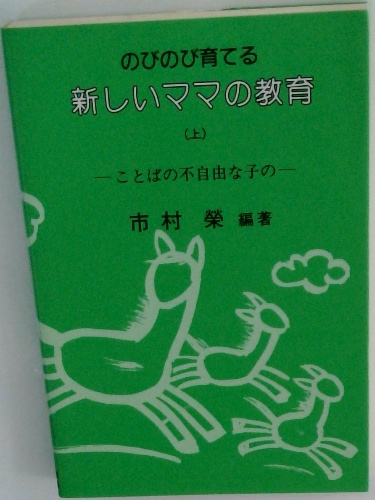 のびのび育てる
新しいママの教育
(上)
—ことばの不自由な子の—
市村 榮 編著